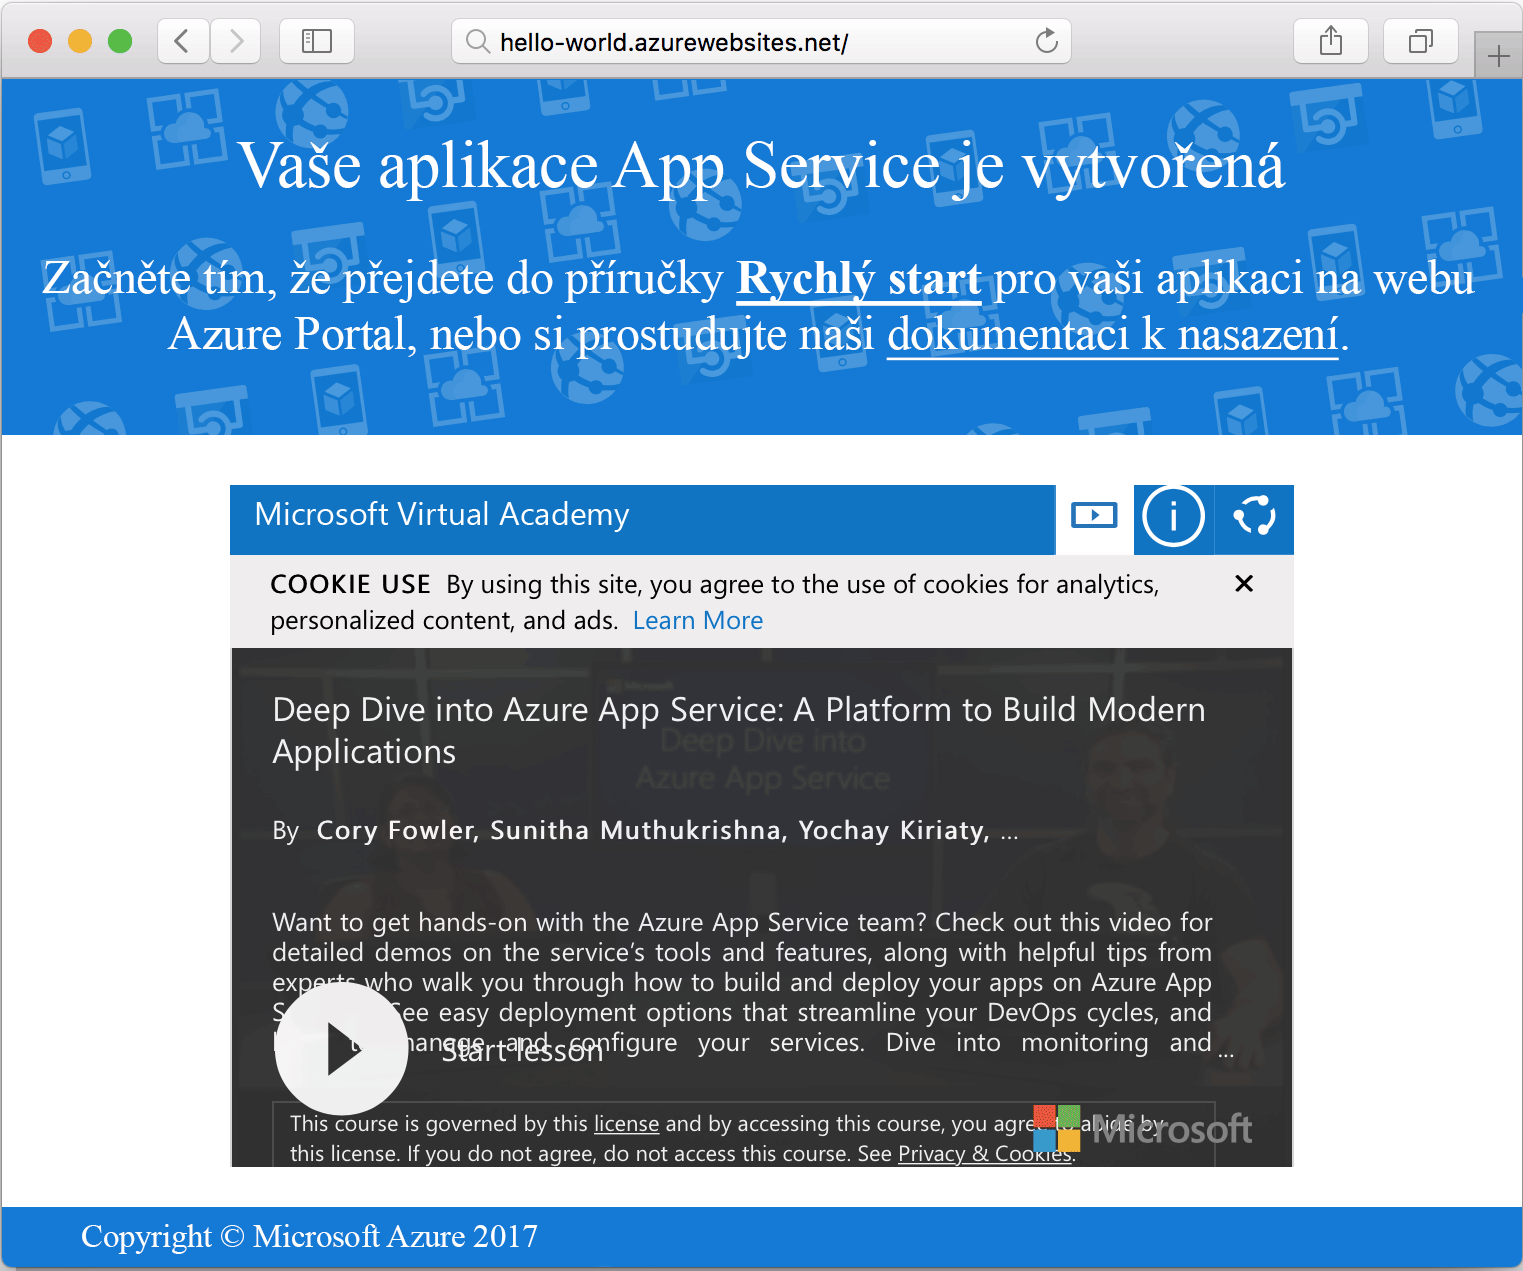 hello-world.azurewebsites.net/
Vaše aplikace App Service je vytvořená
Začněte tím, že přejdete do příručky Rychlý start pro vaši aplikaci na webu
Azure Portal, nebo si prostudujte naši dokumentaci k nasazení.
Microsoft Virtual Academy
COOKIE USE By using this site, you agree to the use of cookies for analytics,
personalized content, and ads. Learn More
Deep Dive into Azure App Service: A Platform to Build Modern
Applications
Deep Dive into
Azure App Service
By Cory Fowler, Sunitha Muthukrishna, Yochay Kiriaty, ...
Want to get hands-on with the Azure App Service team? Check out this video for
detailed demos on the service's tools and features, along with helpful tips from
experts who walk you through how to build and deploy your apps on Azure App
See easy deployment options that streamline your DevOps cycles, and
manage and configure your services. Dive into monitoring and ...
Start lesson
This course is governed by this license and by accessing this course, you agree to abide by
this license. If you do not agree, do not access this course. See Privacy & Cookies.
Microsoft
Copyright © Microsoft Azure 2017